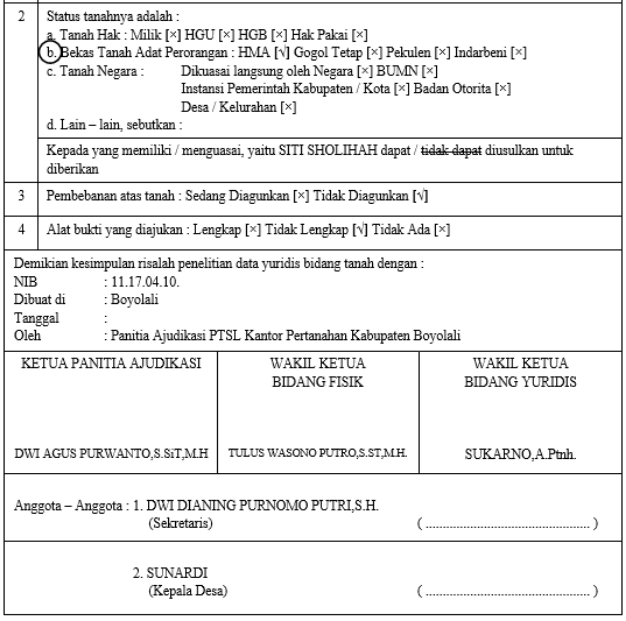 2 Status tanahnya adalah :
a. Tanah Hak : Milik [×] HGU [×] HGB [×] Hak Pakai [×]
b. Bekas Tanah Adat Perorangan : HMA [√] Gogol Tetap [×] Pekulen [×] Indarbeni [×]
c. Tanah Negara : Dikuasai langsung oleh Negara [×] BUMN [×]
Instansi Pemerintah Kabupaten / Kota [×] Badan Otorita [×]
Desa / Kelurahan [×]
d. Lain – lain, sebutkan :
Kepada yang memiliki / menguasai, yaitu SITI SHOLIHAH dapat / tidak dapat diusulkan untuk
diberikan
3 Pembebanan atas tanah : Sedang Diagunkan [×] Tidak Diagunkan [√]
4 Alat bukti yang diajukan : Lengkap [×] Tidak Lengkap [√] Tidak Ada [×]
Demikian kesimpulan risalah penelitian data yuridis bidang tanah dengan :
NIB : 11.17.04.10.
Dibuat di : Boyolali
Tanggal :
Oleh : Panitia Ajudikasi PTSL Kantor Pertanahan Kabupaten Boyolali
KETUA PANITIA AJUDIKASI
DWI AGUS PURWANTO,S.SiT,M.H
WAKIL KETUA
BIDANG FISIK
TULUS WASONO PUTRO,S.ST,M.H.
WAKIL KETUA
BIDANG YURIDIS
SUKARNO,A.Ptnh.
Anggota – Anggota : 1. DWI DIANING PURNOMO PUTRI,S.H.
(Sekretaris) ( .................................................. )
2. SUNARDI
(Kepala Desa) ( .................................................. )